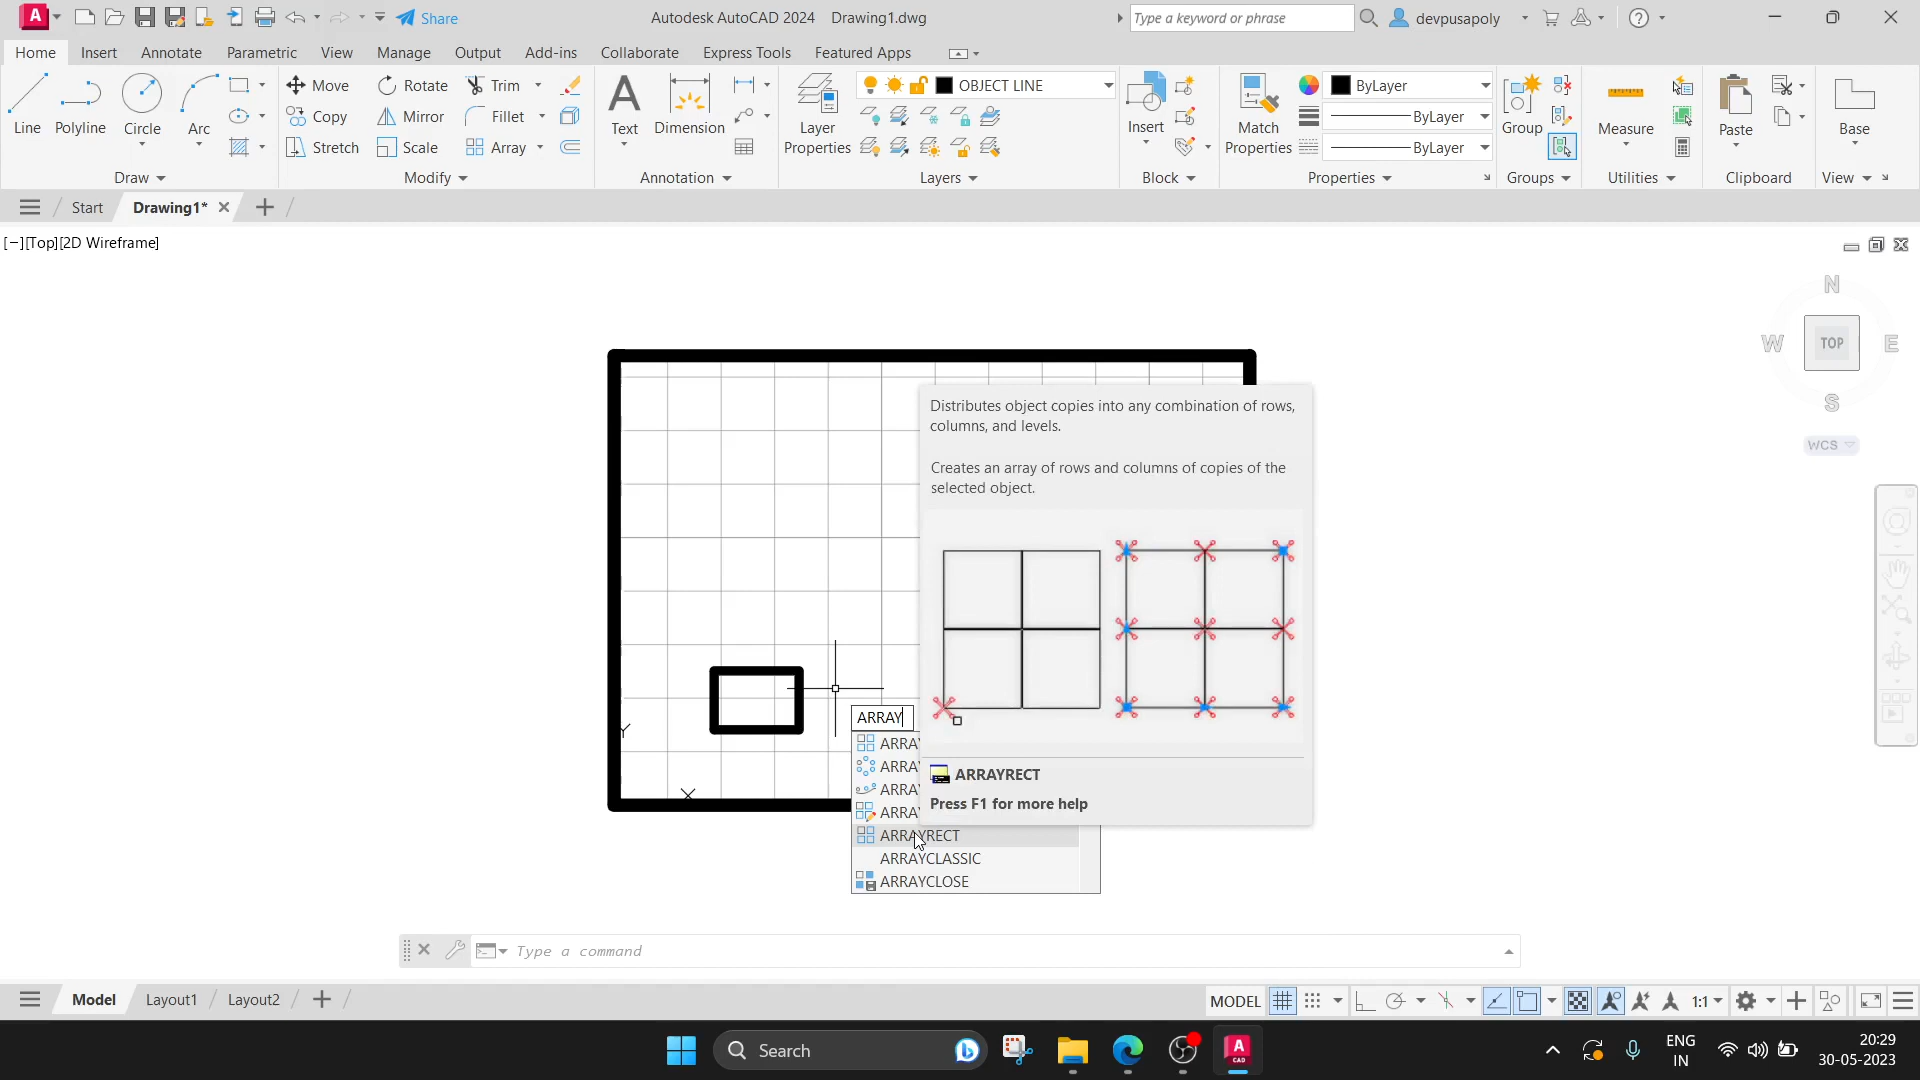 Share
Autodesk AutoCAD 2024 Drawing1.dwg
Type a keyword or phrase
devpusapoly
Home Insert Annotate Parametric View Manage Output Add-ins Collaborate Express Tools Featured Apps
Line Polyline Circle Arc
Move Rotate Trim
Copy Mirror Fillet
Stretch Scale Array
Text Dimension
Layer Properties
OBJECT LINE
Insert
Match Properties
ByLayer
ByLayer
ByLayer
Group
Measure
Paste
Base
Draw Modify Annotation Layers Block Properties Groups Utilities Clipboard View
Start Drawing1* ×
[−][Top][2D Wireframe]
N
W TOP E
S
WCS
Distributes object copies into any combination of rows,
columns, and levels.
Creates an array of rows and columns of copies of the
selected object.
Y
X
ARRAY
ARRA
ARRA
ARRA
ARRA
ARRAYRECT
ARRAYCLASSIC
ARRAYCLOSE
ARRAYRECT
Press F1 for more help
Type a command
Model Layout1 Layout2
MODEL 1:1
Search
A CAD
ENG
IN
20:29
30-05-2023